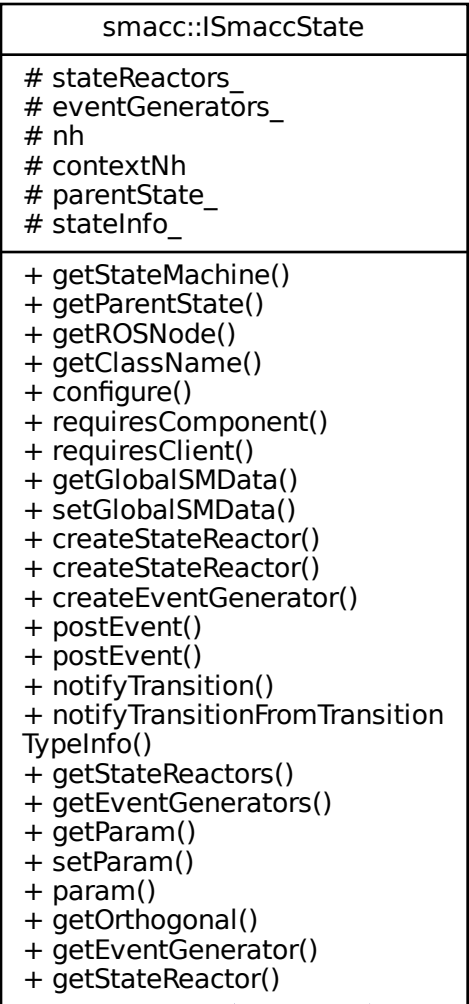 smacc::ISmaccState
# stateReactors_
# eventGenerators_
# nh
# contextNh
# parentState_
# stateInfo_
+ getStateMachine()
+ getParentState()
+ getROSNode()
+ getClassName()
+ configure()
+ requiresComponent()
+ requiresClient()
+ getGlobalSMData()
+ setGlobalSMData()
+ createStateReactor()
+ createStateReactor()
+ createEventGenerator()
+ postEvent()
+ postEvent()
+ notifyTransition()
+ notifyTransitionFromTransition
TypeInfo()
+ getStateReactors()
+ getEventGenerators()
+ getParam()
+ setParam()
+ param()
+ getOrthogonal()
+ getEventGenerator()
+ getStateReactor()